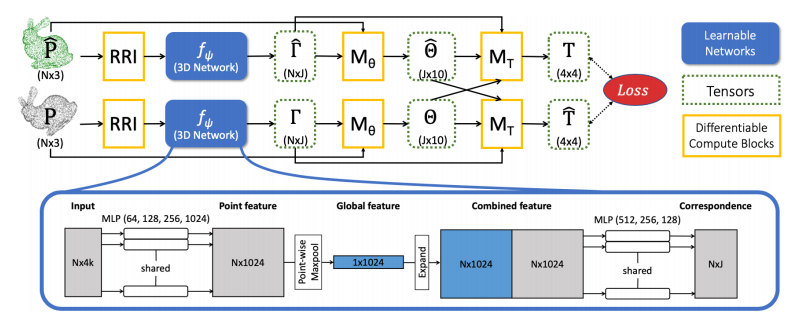 P̂
(Nx3)
RRI
f_ψ
(3D Network)
Γ̂
(NxJ)
M_θ
Θ̂
(Jx10)
M_T
T
(4x4)
P
(Nx3)
RRI
f_ψ
(3D Network)
Γ
(NxJ)
M_θ
Θ
(Jx10)
M_T
T̂
(4x4)
Loss
Learnable
Networks
Tensors
Differentiable
Compute Blocks
Input
Point feature
Global feature
Combined feature
Correspondence
MLP (64, 128, 256, 1024)
MLP (512, 256, 128)
Nx4k
shared
Nx1024
Point-wise
Maxpool
1x1024
Expand
Nx1024
Nx1024
shared
NxJ